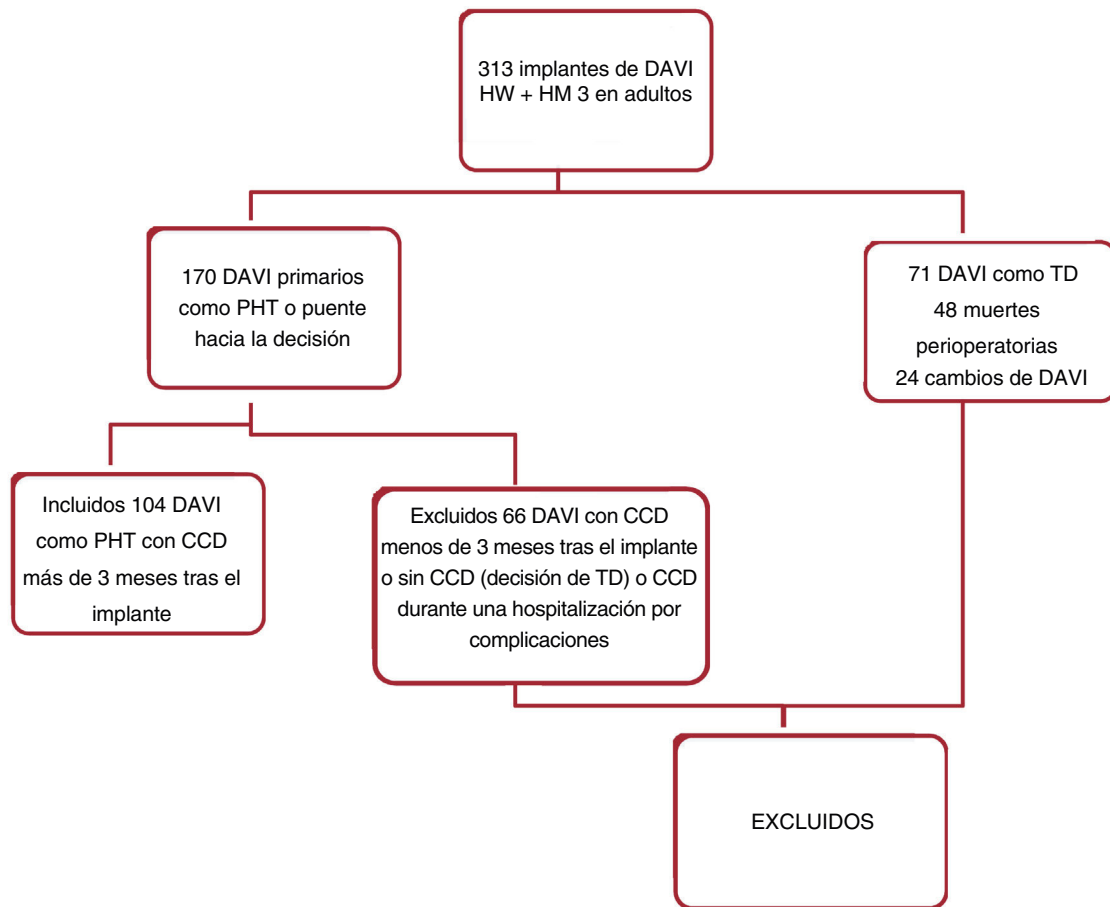 313 implantes de DAVI
HW + HM 3 en adultos
170 DAVI primarios
como PHT o puente
hacia la decisión
71 DAVI como TD
48 muertes
perioperatorias
24 cambios de DAVI
Incluidos 104 DAVI
como PHT con CCD
más de 3 meses tras el
implante
Excluidos 66 DAVI con CCD
menos de 3 meses tras el implante
o sin CCD (decisión de TD) o CCD
durante una hospitalización por
complicaciones
EXCLUIDOS